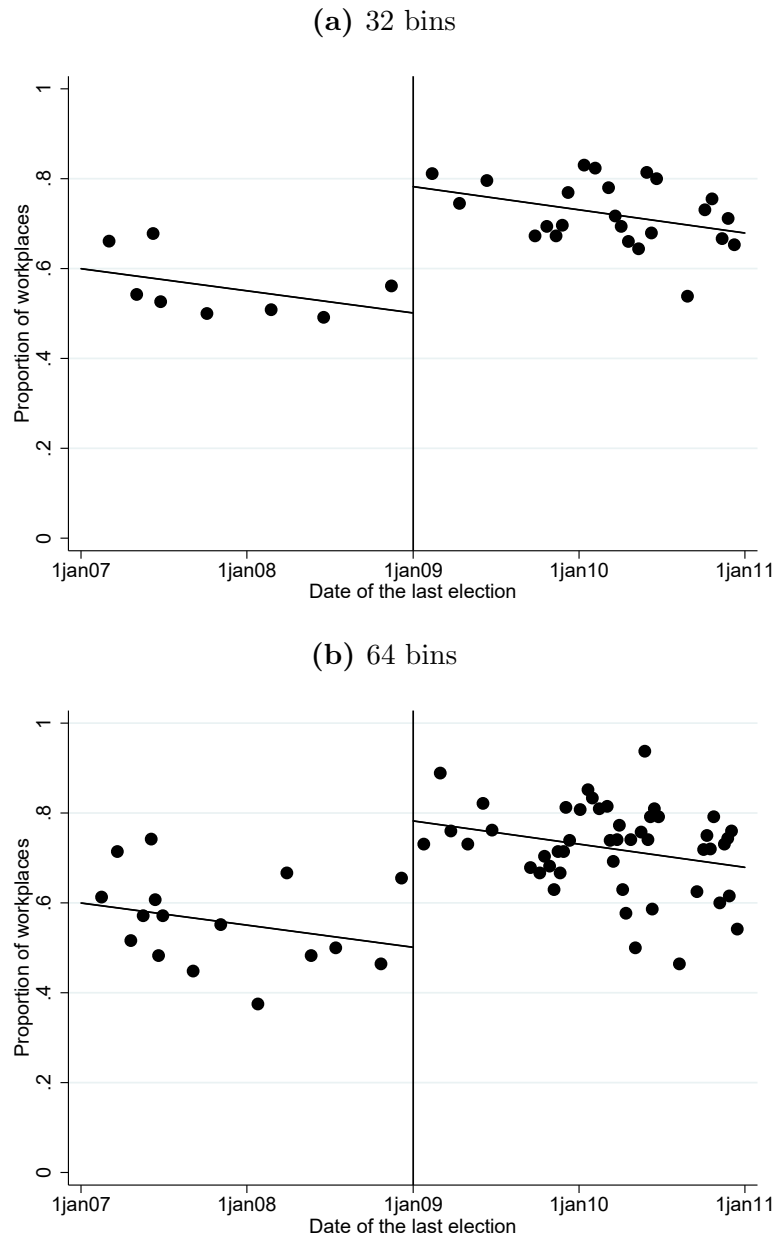 (a) 32 bins
1
.8
.6
.4
.2
0
Proportion of workplaces
1jan07 1jan08 1jan09 1jan10 1jan11
Date of the last election
(b) 64 bins
1
.8
.6
.4
.2
0
Proportion of workplaces
1jan07 1jan08 1jan09 1jan10 1jan11
Date of the last election